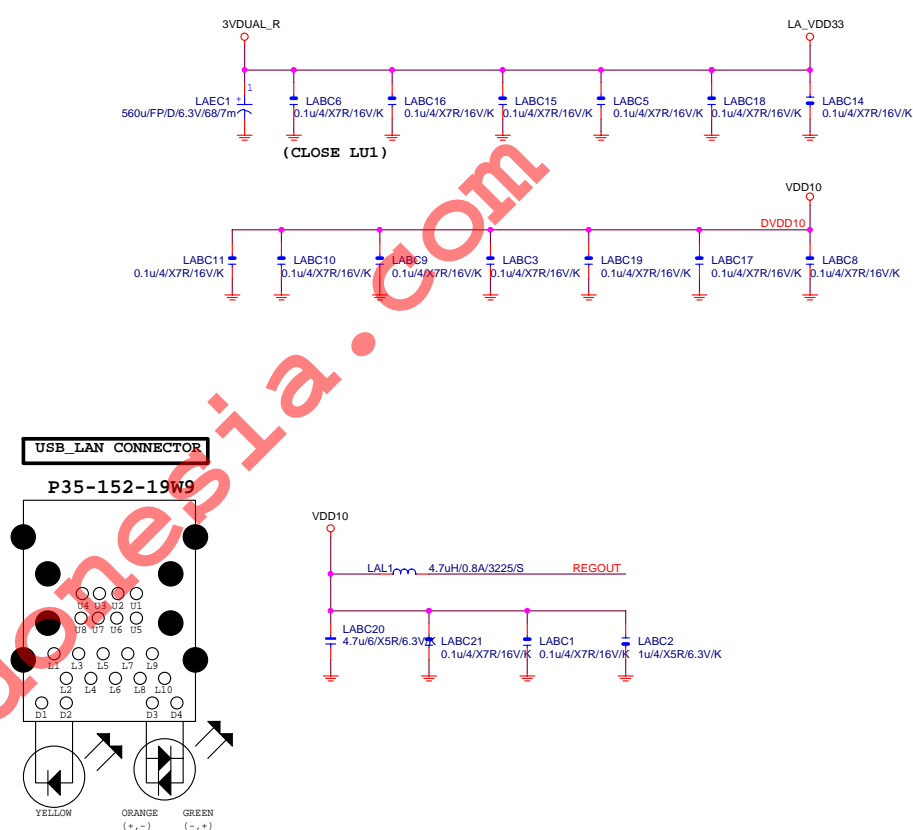 3VDUAL_R
LA_VDD33
1
+
LAEC1
560u/FP/D/6.3V/68/7m
LABC6
0.1u/4/X7R/16V/K
LABC16
0.1u/4/X7R/16V/K
LABC15
0.1u/4/X7R/16V/K
LABC5
0.1u/4/X7R/16V/K
LABC18
0.1u/4/X7R/16V/K
LABC14
0.1u/4/X7R/16V/K
(CLOSE LU1)
VDD10
DVDD10
LABC11
0.1u/4/X7R/16V/K
LABC10
0.1u/4/X7R/16V/K
LABC9
0.1u/4/X7R/16V/K
LABC3
0.1u/4/X7R/16V/K
LABC19
0.1u/4/X7R/16V/K
LABC17
0.1u/4/X7R/16V/K
LABC8
0.1u/4/X7R/16V/K
USB_LAN CONNECTOR
P35-152-19W9
U4 U3 U2 U1
U8 U7 U6 U5
L1 L3 L5 L7 L9
L2 L4 L6 L8 L10
D1 D2 D3 D4
YELLOW
ORANGE
(+,-)
GREEN
(-,+)
VDD10
LAL1
4.7uH/0.8A/3225/S
REGOUT
LABC20
4.7u/6/X5R/6.3V/K
LABC21
0.1u/4/X7R/16V/K
LABC1
0.1u/4/X7R/16V/K
LABC2
1u/4/X5R/6.3V/K
donesia.com